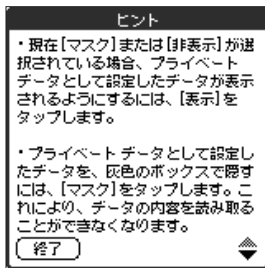 ヒント
・現在[マスク]または[非表示]が選
択されている場合、プライベート
データとして設定したデータが表示
されるようにするには、[表示]を
タップします。
・プライベート データとして設定し
たデータを、灰色のボックスで隠す
には、[マスク]をタップします。こ
れにより、データの内容を読み取る
ことができなくなります。
終了